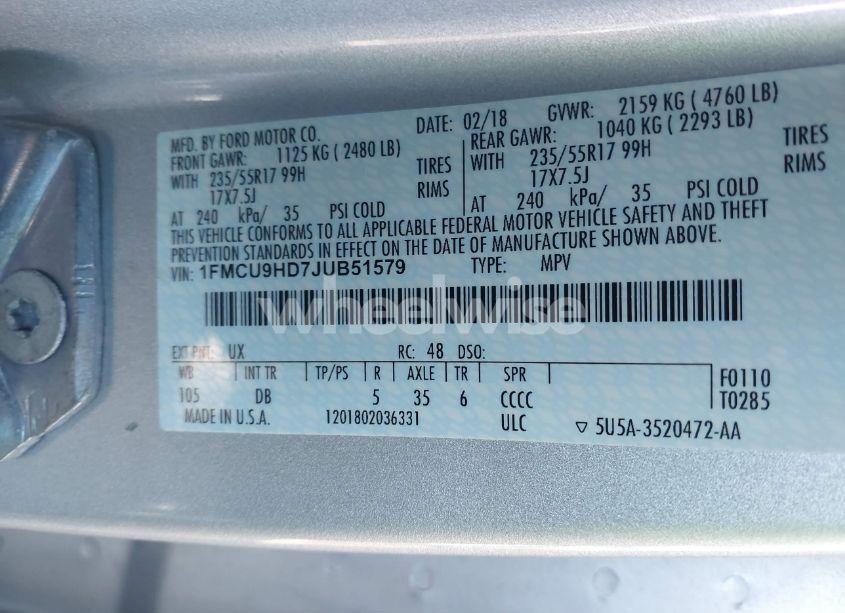 MFD. BY FORD MOTOR CO. DATE: 02/18 GVWR: 2159 KG ( 4760 LB)
FRONT GAWR: 1125 KG ( 2480 LB) REAR GAWR: 1040 KG ( 2293 LB)
WITH 235/55R17 99H TIRES WITH 235/55R17 99H TIRES
17X7.5J RIMS 17X7.5J RIMS
AT 240 kPa/ 35 PSI COLD AT 240 kPa/ 35 PSI COLD
THIS VEHICLE CONFORMS TO ALL APPLICABLE FEDERAL MOTOR VEHICLE SAFETY AND THEFT
PREVENTION STANDARDS IN EFFECT ON THE DATE OF MANUFACTURE SHOWN ABOVE.
VIN: 1FMCU9HD7JUB51579 TYPE: MPV
wheelwise
EXT PNT: UX RC: 48 DSO:
WB INT TR TP/PS R AXLE TR SPR F0110
105 DB 5 35 6 CCCC T0285
MADE IN U.S.A. 1201802036331 ULC ▽ 5U5A-3520472-AA